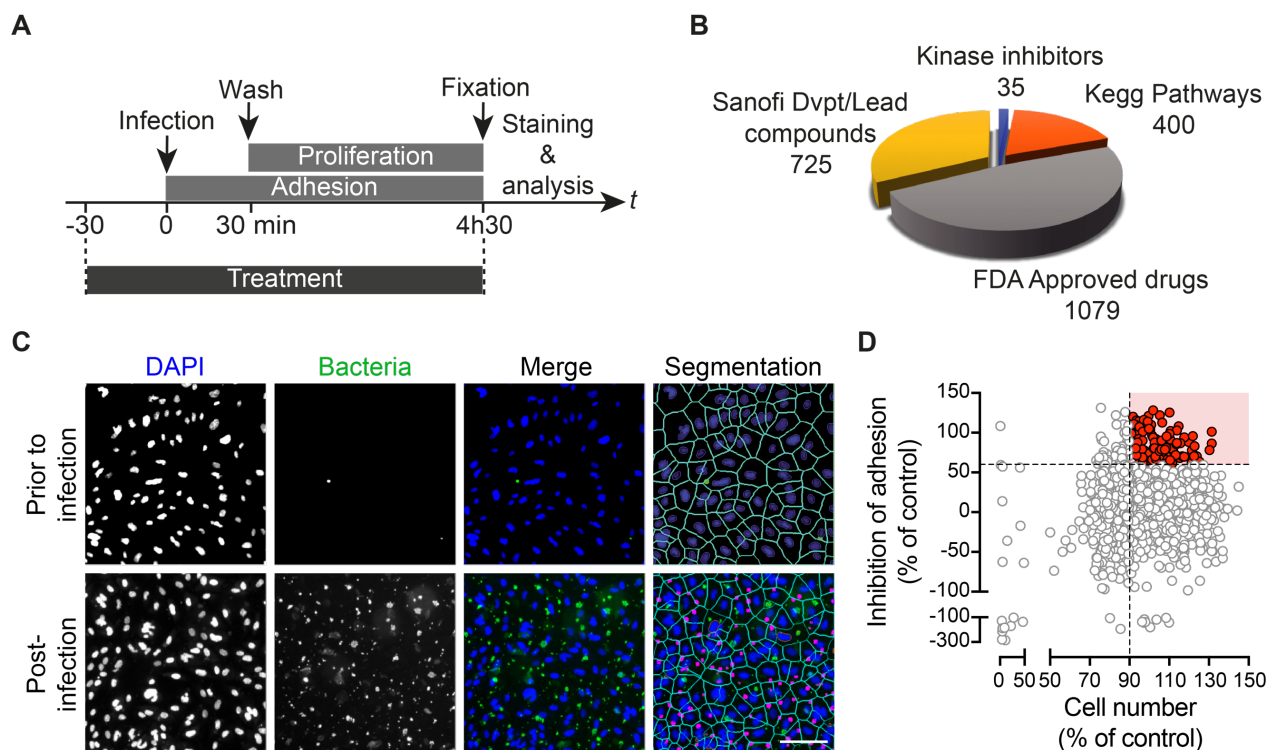 A
Infection
Wash
Fixation
Staining
&
analysis
Proliferation
Adhesion
t
-30
0
30 min
4h30
Treatment
B
Kinase inhibitors
35
Kegg Pathways
400
Sanofi Dvpt/Lead
compounds
725
FDA Approved drugs
1079
C
DAPI
Bacteria
Merge
Segmentation
Prior to
infection
Post-
infection
D
Inhibition of adhesion
(% of control)
150
100
50
0
-50
-100
-100
-300
0 50 50 70 90 110 130 150
Cell number
(% of control)